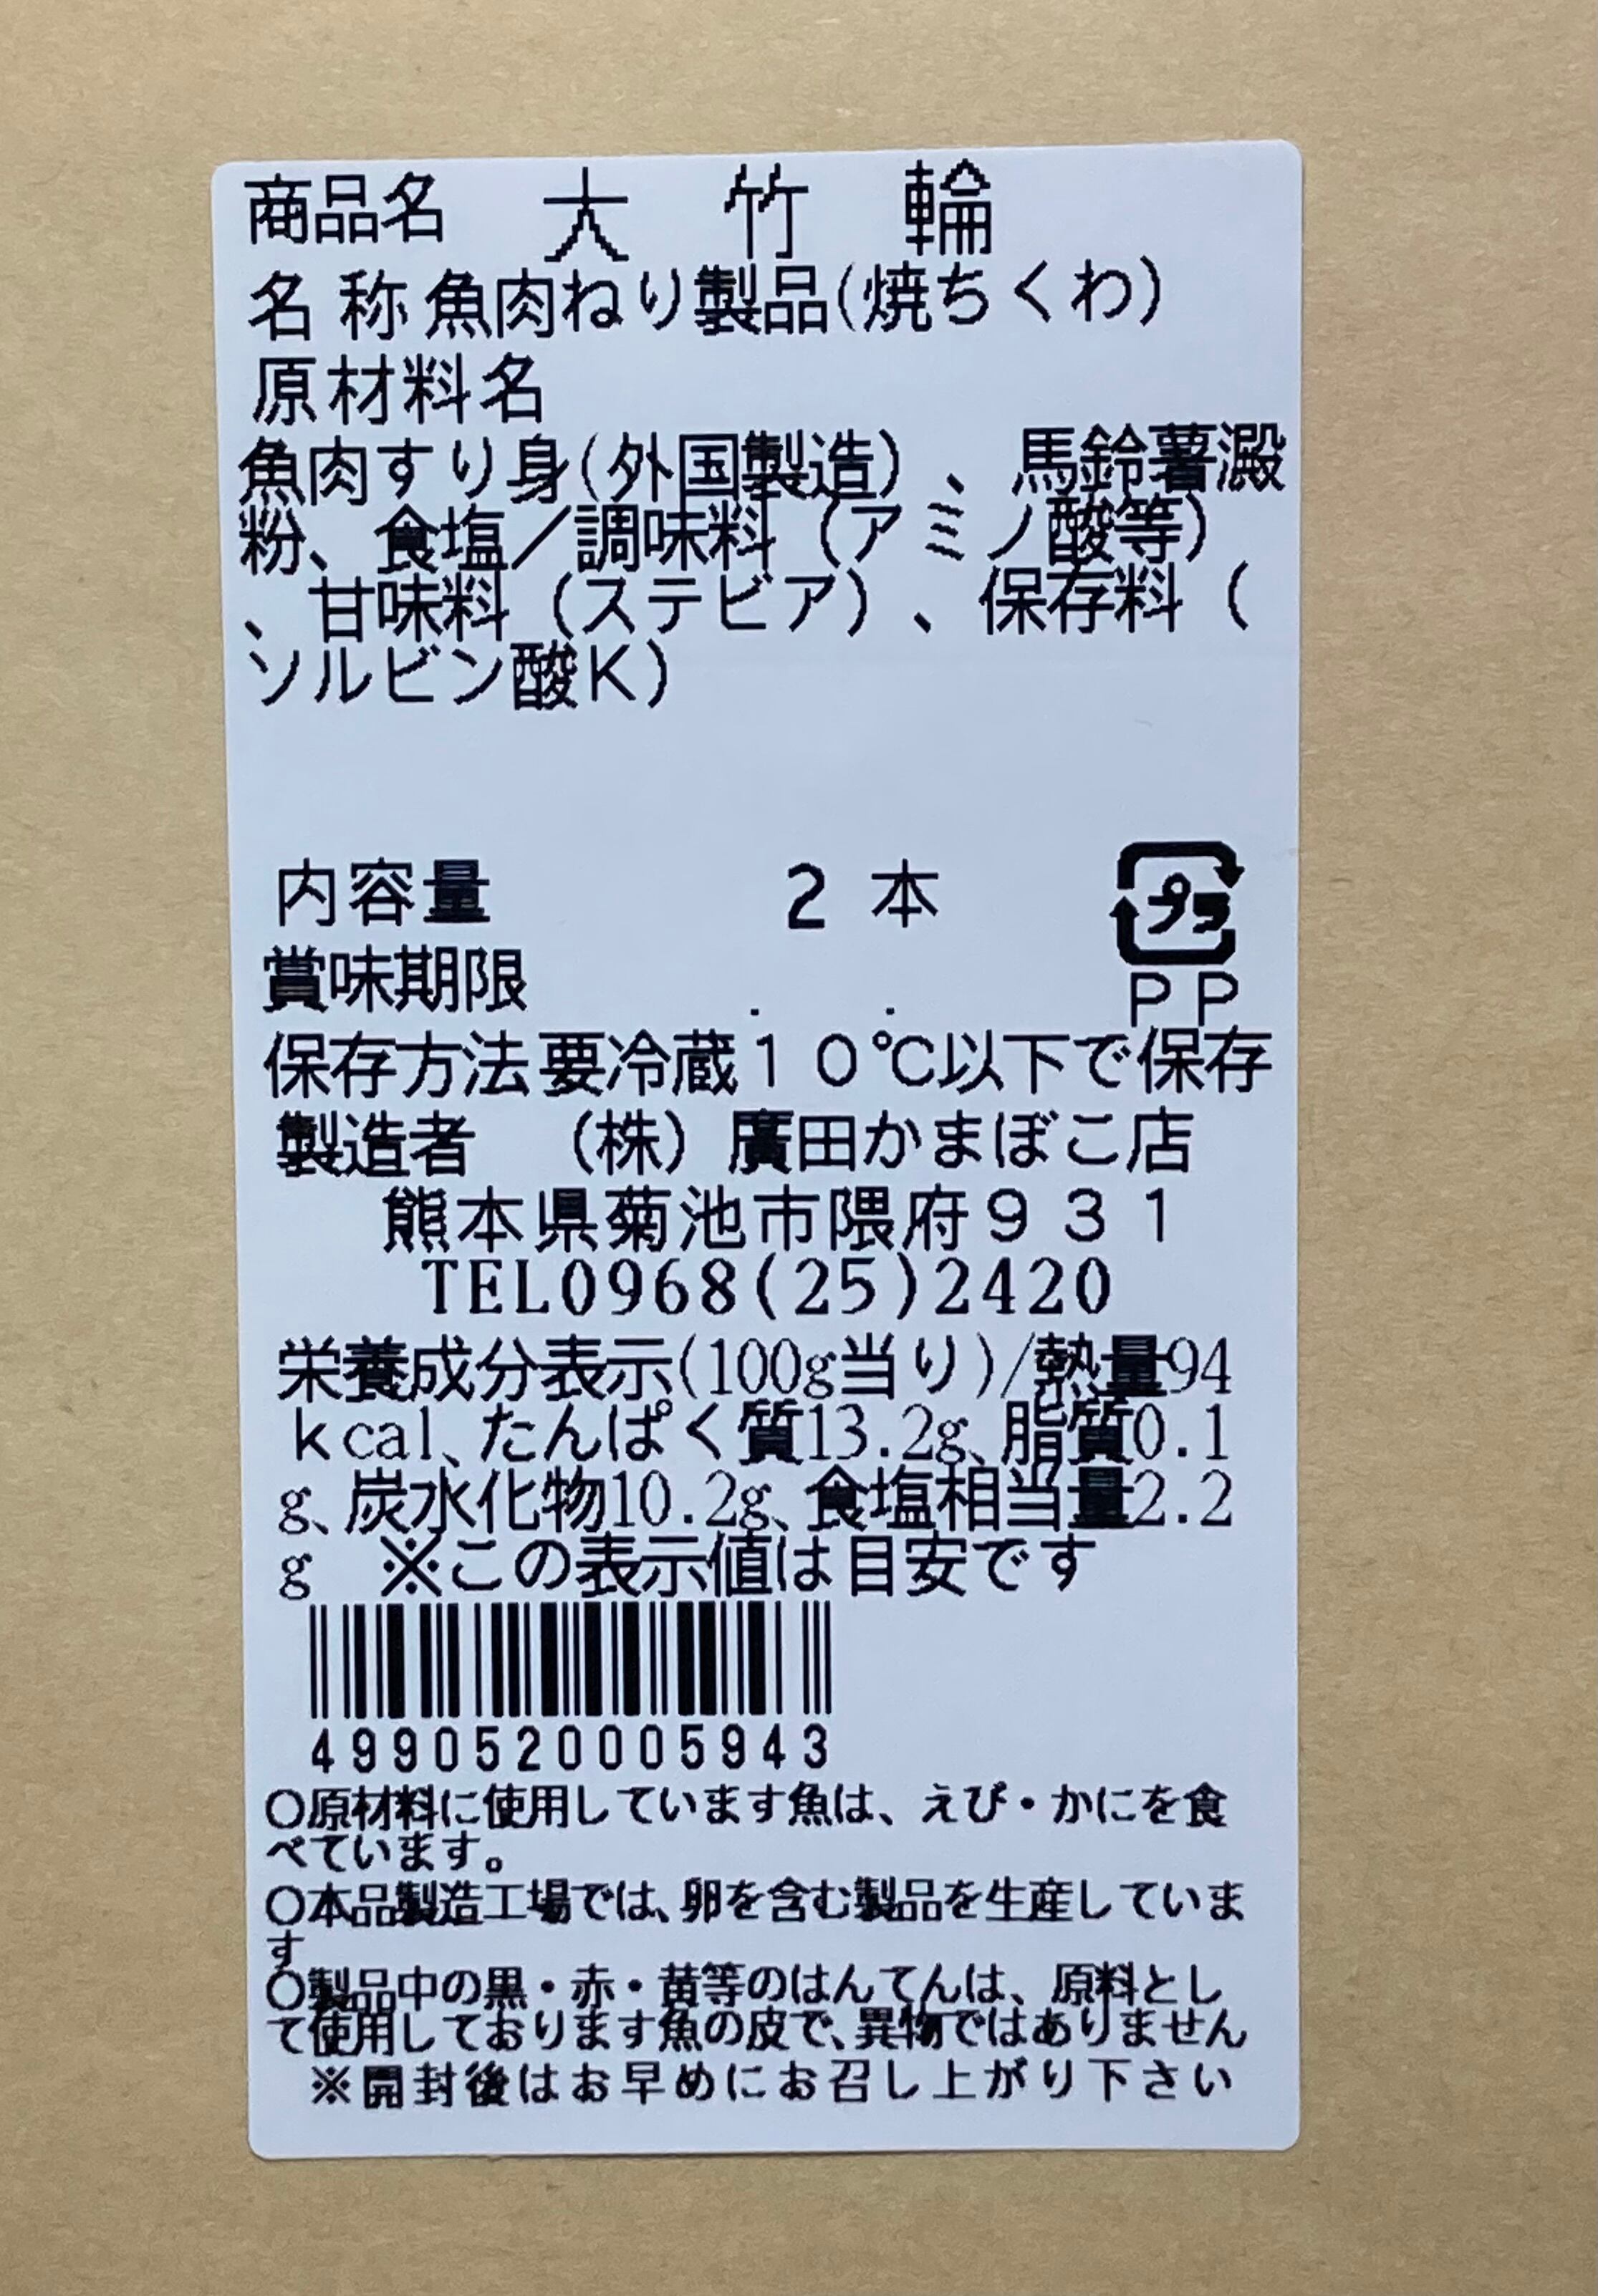 商品名　大　竹　輪
名 称 魚肉ねり製品(焼ちくわ)
原材料名
魚肉すり身(外国製造)、馬鈴薯澱
粉、食塩／調味料（アミノ酸等）
、甘味料（ステビア）、保存料（
ソルビン酸Ｋ）
内容量　2 本
プラ
賞味期限　．　．
ＰＰ
保存方法要冷蔵１０℃以下で保存
製造者　（株）廣田かまぼこ店
熊本県菊池市隈府９３１
TEL0968(25)2420
栄養成分表示(100g当り)/熱量94
kcal、たんぱく質13.2g、脂質0.1
g、炭水化物10.2g、食塩相当量2.2
g　※この表示値は目安です
4990520005943
〇原材料に使用しています魚は、えび・かにを食
べています。
〇本品製造工場では、卵を含む製品を生産していま
す
〇製品中の黒・赤・黄等のはんてんは、原料とし
て使用しております魚の皮で、異物ではありません
※開封後はお早めにお召し上がり下さい